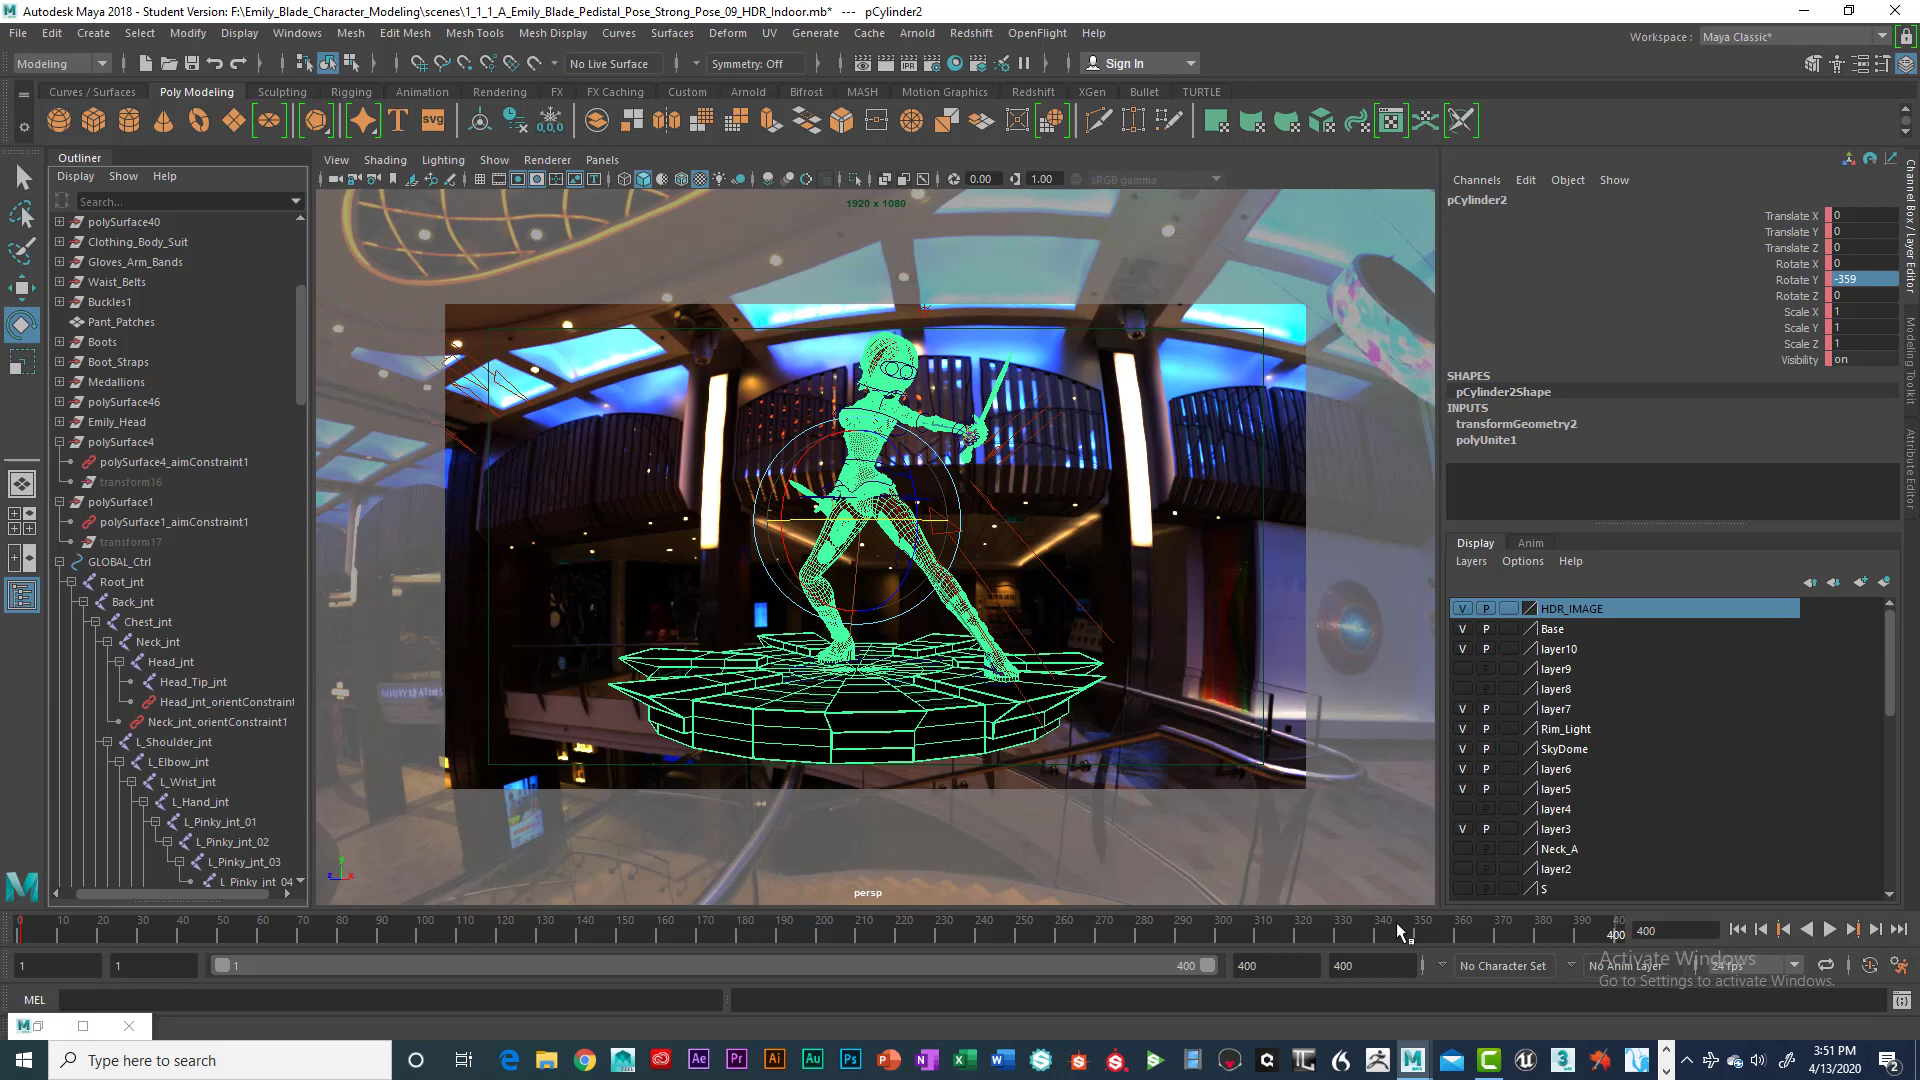 Autodesk Maya 2018 - Student Version: F:\Emily_Blade_Character_Modeling\scenes\1_1_1_A_Emily_Blade_Pedistal_Pose_Strong_Pose_09_HDR_Indoor.mb* --- pCylinder2
File Edit Create Select Modify Display Windows Mesh Edit Mesh Mesh Tools Mesh Display Curves Surfaces Deform UV Generate Cache Arnold Redshift OpenFlight Help
Workspace : Maya Classic*
Modeling No Live Surface Symmetry: Off Sign In
Curves / Surfaces Poly Modeling Sculpting Rigging Animation Rendering FX FX Caching Custom Arnold Bifrost MASH Motion Graphics Redshift XGen Bullet TURTLE
Outliner
Display Show Help
Search...
polySurface40
Clothing_Body_Suit
Gloves_Arm_Bands
Waist_Belts
Buckles1
Pant_Patches
Boots
Boot_Straps
Medallions
polySurface46
Emily_Head
polySurface4
polySurface4_aimConstraint1
transform16
polySurface1
polySurface1_aimConstraint1
transform17
GLOBAL_Ctrl
Root_jnt
Back_jnt
Chest_jnt
Neck_jnt
Head_jnt
Head_Tip_jnt
Head_jnt_orientConstraint
Neck_jnt_orientConstraint1
L_Shoulder_jnt
L_Elbow_jnt
L_Wrist_jnt
L_Hand_jnt
L_Pinky_jnt_01
L_Pinky_jnt_02
L_Pinky_jnt_03
L_Pinky_jnt_04
View Shading Lighting Show Renderer Panels
0.00 1.00 sRGB gamma
1920 x 1080
persp
Channels Edit Object Show
pCylinder2
Translate X 0
Translate Y 0
Translate Z 0
Rotate X 0
Rotate Y -359
Rotate Z 0
Scale X 1
Scale Y 1
Scale Z 1
Visibility on
SHAPES
pCylinder2Shape
INPUTS
transformGeometry2
polyUnite1
Display Anim
Layers Options Help
V P HDR_IMAGE
V P Base
V P layer10
P layer9
P layer8
V P layer7
V P Rim_Light
V P SkyDome
V P layer6
V P layer5
P layer4
V P layer3
P Neck_A
P layer2
P S
Channel Box / Layer Editor
Modeling Toolkit
Attribute Editor
0 10 20 30 40 50 60 70 80 90 100 110 120 130 140 150 160 170 180 190 200 210 220 230 240 250 260 270 280 290 300 310 320 330 340 350 360 370 380 390 40
400 400
1 1 1 400 400 400 No Character Set No Anim Layer 24 fps
Activate Windows
Go to Settings to activate Windows.
MEL
Type here to search
3:51 PM
4/13/2020
2